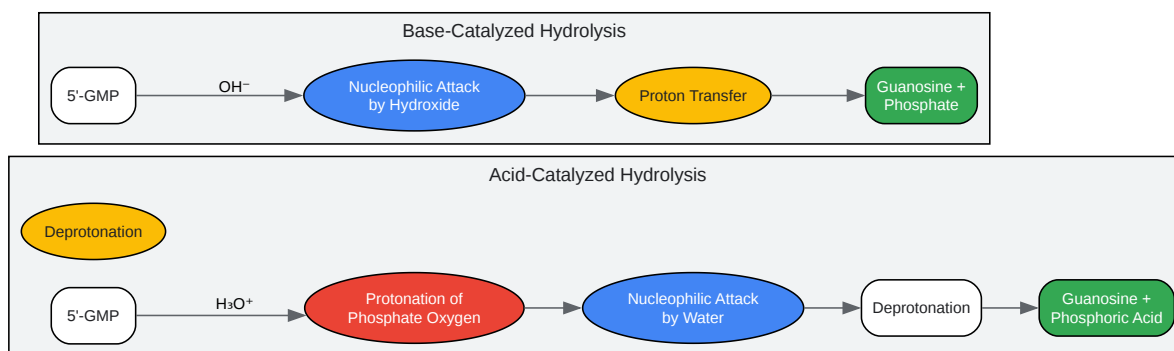 Base-Catalyzed Hydrolysis
5'-GMP
OH⁻
Nucleophilic Attack
by Hydroxide
Proton Transfer
Guanosine +
Phosphate
Acid-Catalyzed Hydrolysis
Deprotonation
5'-GMP
H₃O⁺
Protonation of
Phosphate Oxygen
Nucleophilic Attack
by Water
Deprotonation
Guanosine +
Phosphoric Acid